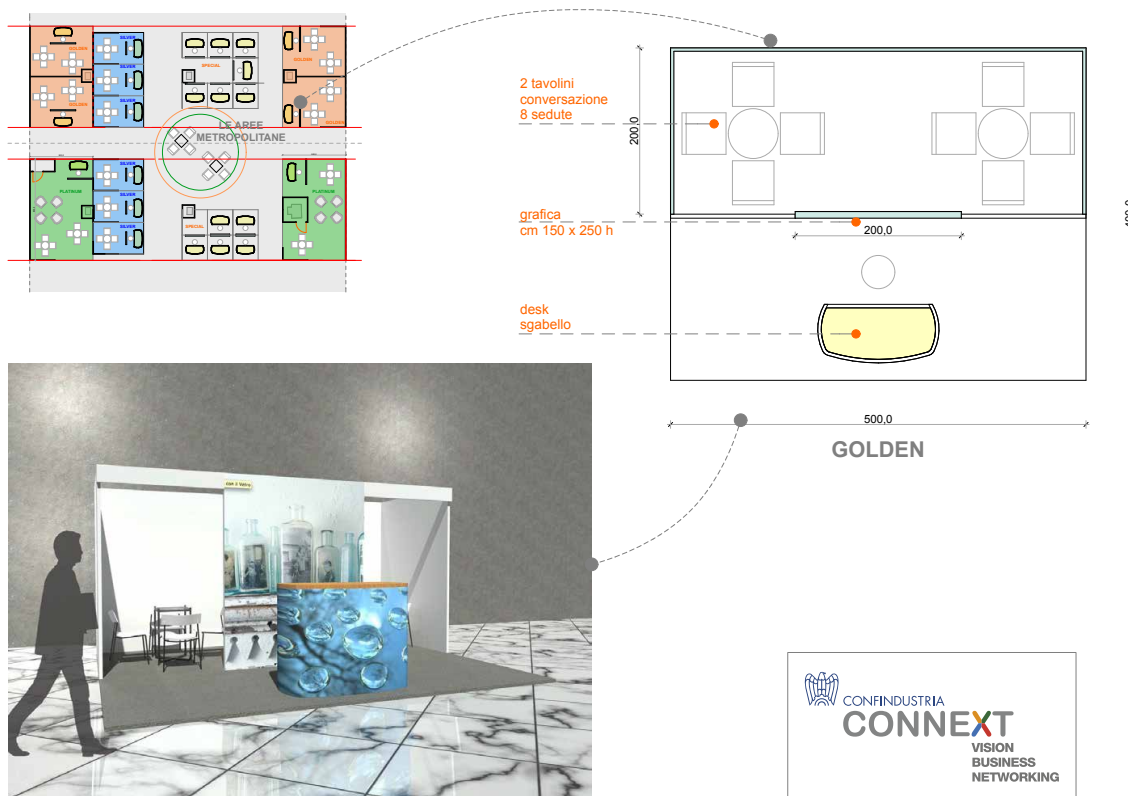 GOLDEN
SILVER
SPECIAL
GOLDEN
SILVER
GOLDEN
SILVER
GOLDEN
LE AREE
METROPOLITANE
PLATINUM
SILVER
PLATINUM
SILVER
SPECIAL
SILVER
2 tavolini
conversazione
8 sedute
200,0
grafica
cm 150 x 250 h
200,0
desk
sgabello
500,0
GOLDEN
CONFINDUSTRIA
CONNEXT
VISION
BUSINESS
NETWORKING